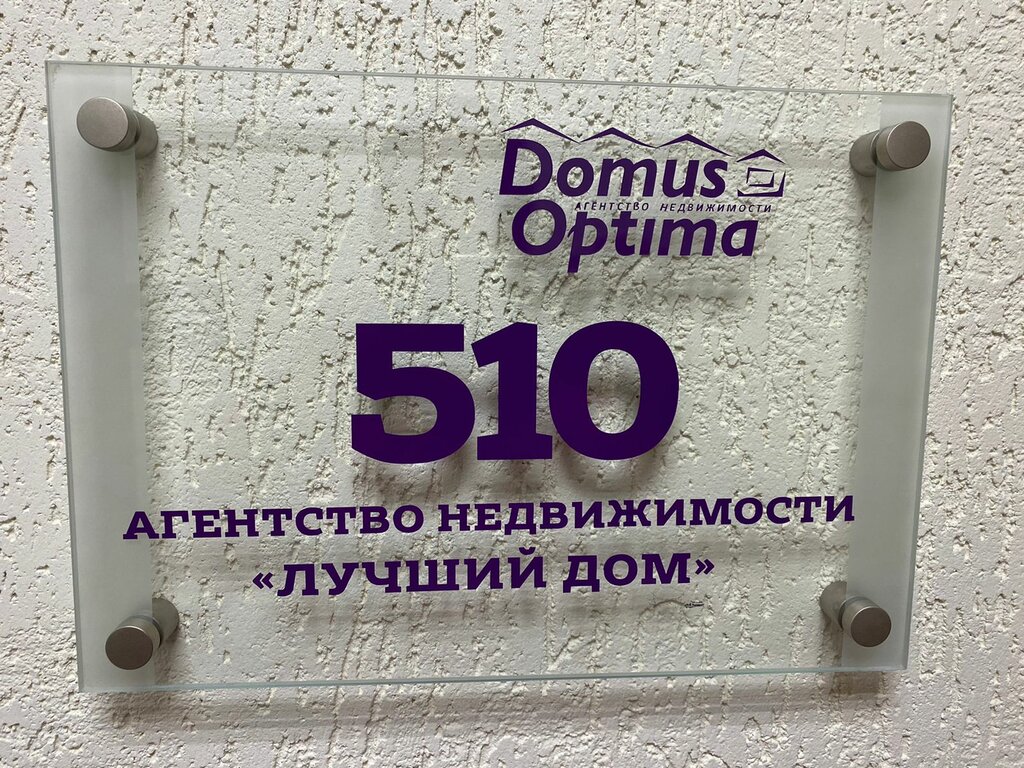 Domus
АГЕНТСТВО НЕДВИЖИМОСТИ
Optima
510
АГЕНТСТВО НЕДВИЖИМОСТИ
«ЛУЧШИЙ ДОМ»